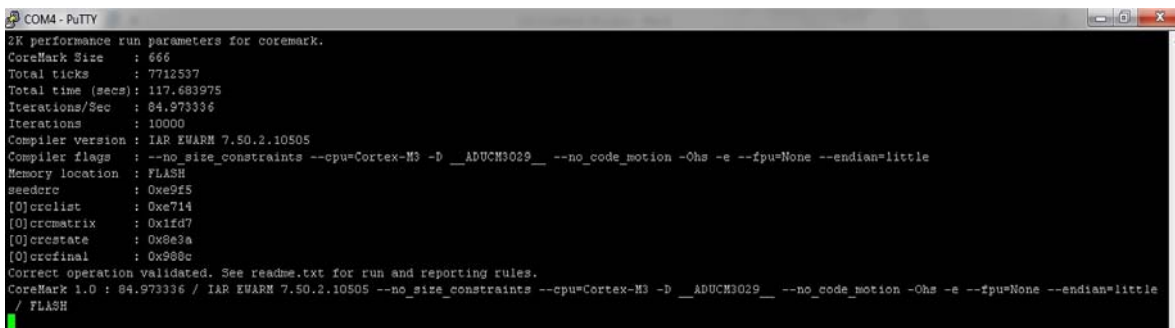 COM4 - PuTTY
2K performance run parameters for coremark.
CoreMark Size : 666
Total ticks : 7712537
Total time (secs): 117.683975
Iterations/Sec : 84.973336
Iterations : 10000
Compiler version : IAR EWARM 7.50.2.10505
Compiler flags : --no_size_constraints --cpu=Cortex-M3 -D __ADUCM3029__ --no_code_motion -Ohs -e --fpu=None --endian=little
Memory location : FLASH
seedcrc : 0xe9f5
[0]crclist : 0xe714
[0]crcmatrix : 0x1fd7
[0]crcstate : 0x8e3a
[0]crcfinal : 0x988c
Correct operation validated. See readme.txt for run and reporting rules.
CoreMark 1.0 : 84.973336 / IAR EWARM 7.50.2.10505 --no_size_constraints --cpu=Cortex-M3 -D __ADUCM3029__ --no_code_motion -Ohs -e --fpu=None --endian=little
/ FLASH